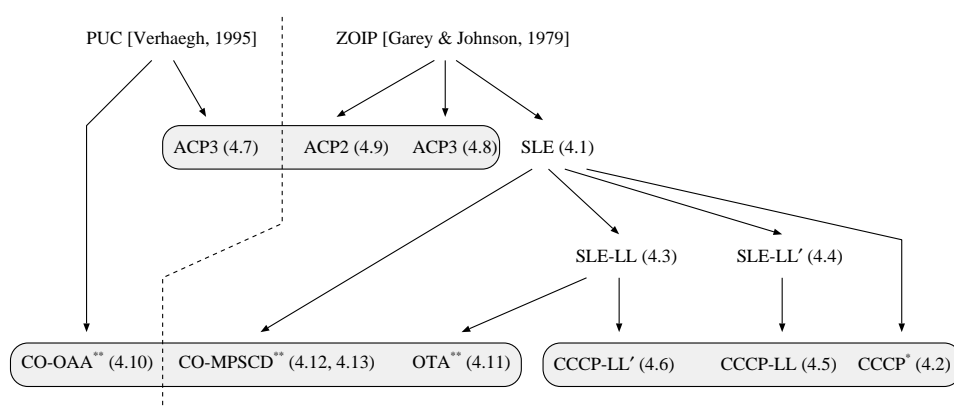 PUC [Verhaegh, 1995] ZOIP [Garey & Johnson, 1979]
ACP3 (4.7) ACP2 (4.9) ACP3 (4.8) SLE (4.1)
SLE-LL (4.3) SLE-LL′ (4.4)
CO-OAA** (4.10) CO-MPSCD** (4.12, 4.13) OTA** (4.11) CCCP-LL′ (4.6) CCCP-LL (4.5) CCCP* (4.2)